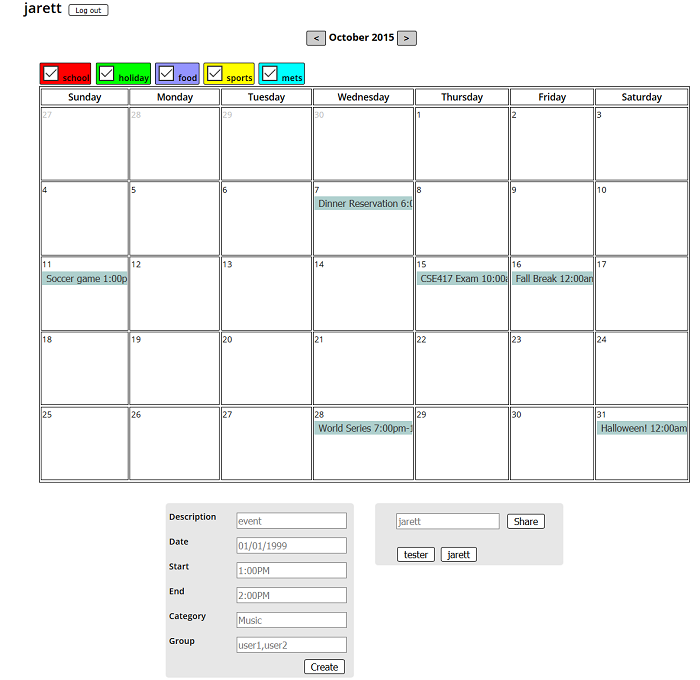 jarett Log out
< October 2015 >
school holiday food sports mets
Sunday Monday Tuesday Wednesday Thursday Friday Saturday
27 28 29 30 1 2 3
4 5 6 7 8 9 10
Dinner Reservation 6:0
11 12 13 14 15 16 17
Soccer game 1:00p CSE417 Exam 10:00a Fall Break 12:00am
18 19 20 21 22 23 24
25 26 27 28 29 30 31
World Series 7:00pm-1 Halloween! 12:00am
Description event
Date 01/01/1999
Start 1:00PM
End 2:00PM
Category Music
Group user1,user2
Create
jarett Share
tester jarett